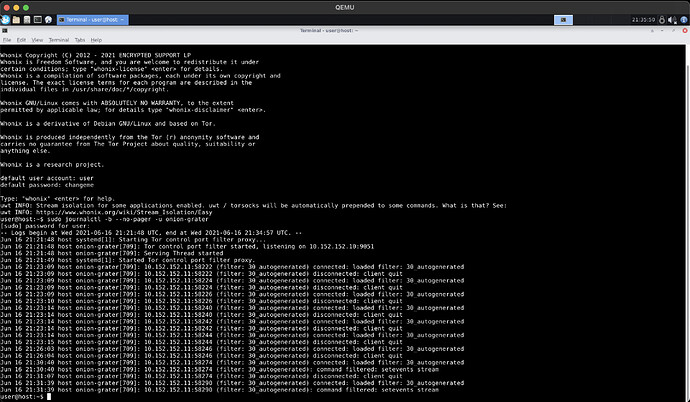 QEMU
Terminal - user@host: ~
21:35:59
Terminal - user@host:~
File Edit View Terminal Tabs Help
Whonix Copyright (C) 2012 - 2021 ENCRYPTED SUPPORT LP
Whonix is Freedom Software, and you are welcome to redistribute it under
certain conditions; type "whonix-license" <enter> for details.
Whonix is a compilation of software packages, each under its own copyright and
license. The exact license terms for each program are described in the
individual files in /usr/share/doc/*/copyright.
Whonix GNU/Linux comes with ABSOLUTELY NO WARRANTY, to the extent
permitted by applicable law; for details type "whonix-disclaimer" <enter>.
Whonix is a derivative of Debian GNU/Linux and based on Tor.
Whonix is produced independently from the Tor (r) anonymity software and
carries no guarantee from The Tor Project about quality, suitability or
anything else.
Whonix is a research project.
default user account: user
default password: changeme
Type: "whonix" <enter> for help.
uwt INFO: Stream isolation for some applications enabled. uwt / torsocks will be automatically prepended to some commands. What is that? See:
uwt INFO: https://www.whonix.org/wiki/Stream_Isolation/Easy
user@host:~$ sudo journalctl -b --no-pager -u onion-grater
[sudo] password for user:
-- Logs begin at Wed 2021-06-16 21:21:48 UTC, end at Wed 2021-06-16 21:34:57 UTC. --
Jun 16 21:21:48 host systemd[1]: Starting Tor control port filter proxy...
Jun 16 21:21:48 host onion-grater[709]: Tor control port filter started, listening on 10.152.152.10:9051
Jun 16 21:21:48 host onion-grater[709]: Serving Thread started
Jun 16 21:21:49 host systemd[1]: Started Tor control port filter proxy.
Jun 16 21:23:09 host onion-grater[709]: 10.152.152.11:58222 (filter: 30_autogenerated) connected: loaded filter: 30_autogenerated
Jun 16 21:23:09 host onion-grater[709]: 10.152.152.11:58222 (filter: 30_autogenerated) disconnected: client quit
Jun 16 21:23:09 host onion-grater[709]: 10.152.152.11:58224 (filter: 30_autogenerated) connected: loaded filter: 30_autogenerated
Jun 16 21:23:09 host onion-grater[709]: 10.152.152.11:58224 (filter: 30_autogenerated) disconnected: client quit
Jun 16 21:23:09 host onion-grater[709]: 10.152.152.11:58226 (filter: 30_autogenerated) connected: loaded filter: 30_autogenerated
Jun 16 21:23:10 host onion-grater[709]: 10.152.152.11:58226 (filter: 30_autogenerated) disconnected: client quit
Jun 16 21:23:14 host onion-grater[709]: 10.152.152.11:58240 (filter: 30_autogenerated) connected: loaded filter: 30_autogenerated
Jun 16 21:23:14 host onion-grater[709]: 10.152.152.11:58240 (filter: 30_autogenerated) disconnected: client quit
Jun 16 21:23:14 host onion-grater[709]: 10.152.152.11:58242 (filter: 30_autogenerated) connected: loaded filter: 30_autogenerated
Jun 16 21:23:14 host onion-grater[709]: 10.152.152.11:58242 (filter: 30_autogenerated) disconnected: client quit
Jun 16 21:23:14 host onion-grater[709]: 10.152.152.11:58244 (filter: 30_autogenerated) connected: loaded filter: 30_autogenerated
Jun 16 21:23:15 host onion-grater[709]: 10.152.152.11:58244 (filter: 30_autogenerated) disconnected: client quit
Jun 16 21:26:03 host onion-grater[709]: 10.152.152.11:58246 (filter: 30_autogenerated) connected: loaded filter: 30_autogenerated
Jun 16 21:26:04 host onion-grater[709]: 10.152.152.11:58246 (filter: 30_autogenerated) disconnected: client quit
Jun 16 21:30:40 host onion-grater[709]: 10.152.152.11:58274 (filter: 30_autogenerated) connected: loaded filter: 30_autogenerated
Jun 16 21:30:40 host onion-grater[709]: 10.152.152.11:58274 (filter: 30_autogenerated): command filtered: setevents stream
Jun 16 21:31:07 host onion-grater[709]: 10.152.152.11:58274 (filter: 30_autogenerated) disconnected: client quit
Jun 16 21:31:39 host onion-grater[709]: 10.152.152.11:58290 (filter: 30_autogenerated) connected: loaded filter: 30_autogenerated
Jun 16 21:31:39 host onion-grater[709]: 10.152.152.11:58290 (filter: 30_autogenerated): command filtered: setevents stream
user@host:~$